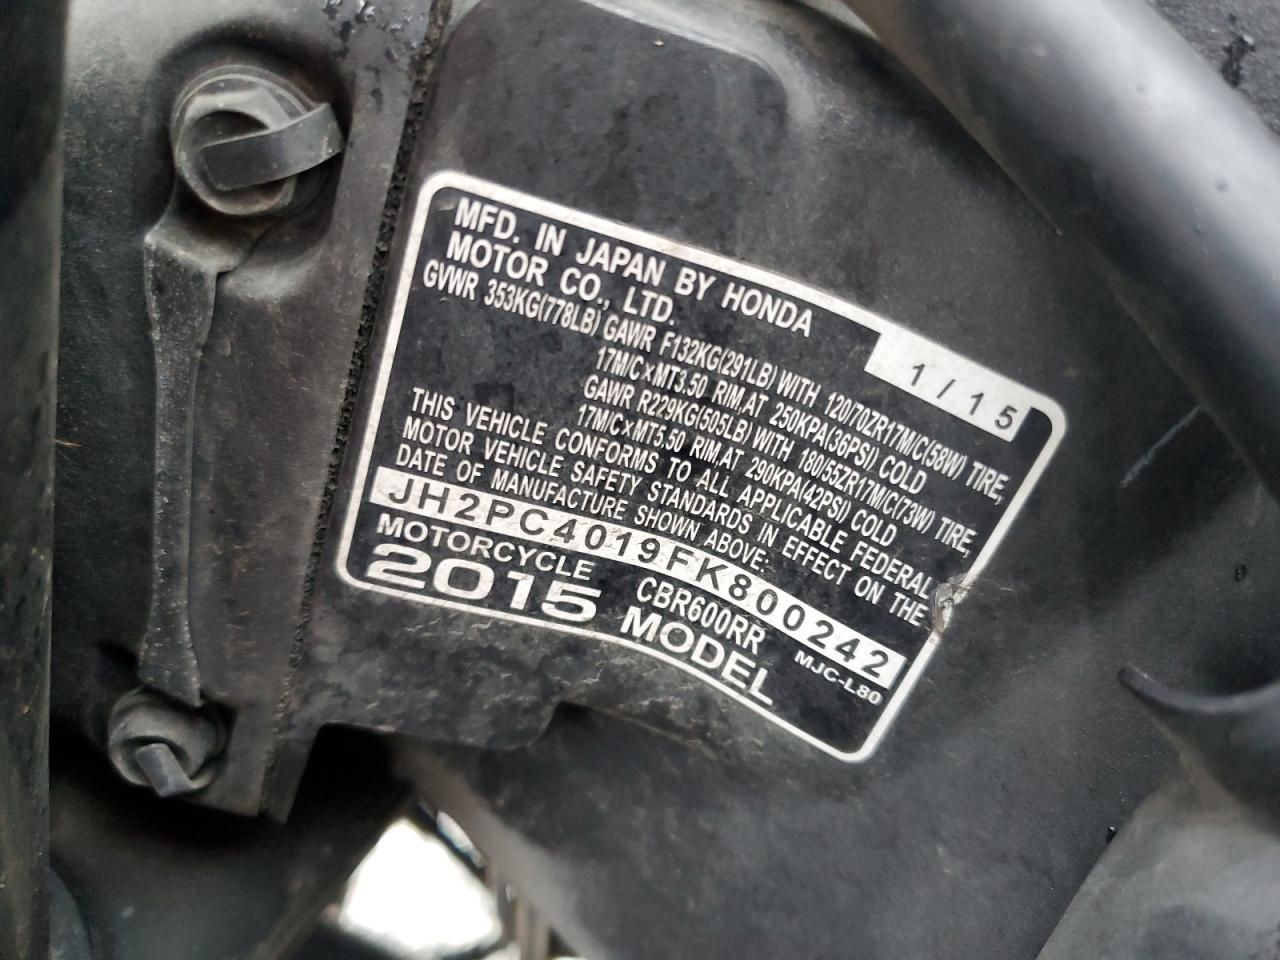 MFD. IN JAPAN BY HONDA
MOTOR CO., LTD.
1/15
GVWR 353KG(778LB) GAWR F132KG(291LB) WITH 120/70ZR17M/C(58W) TIRE,
17M/C×MT3.50 RIM,AT 250KPA(36PSI) COLD
GAWR R229KG(505LB) WITH 180/55ZR17M/C(73W) TIRE,
17M/C×MT5.50 RIM,AT 290KPA(42PSI) COLD
THIS VEHICLE CONFORMS TO ALL APPLICABLE FEDERAL
MOTOR VEHICLE SAFETY STANDARDS IN EFFECT ON THE
DATE OF MANUFACTURE SHOWN ABOVE:
JH2PC4019FK800242
MOTORCYCLE CBR600RR MJC-L80
2015 MODEL